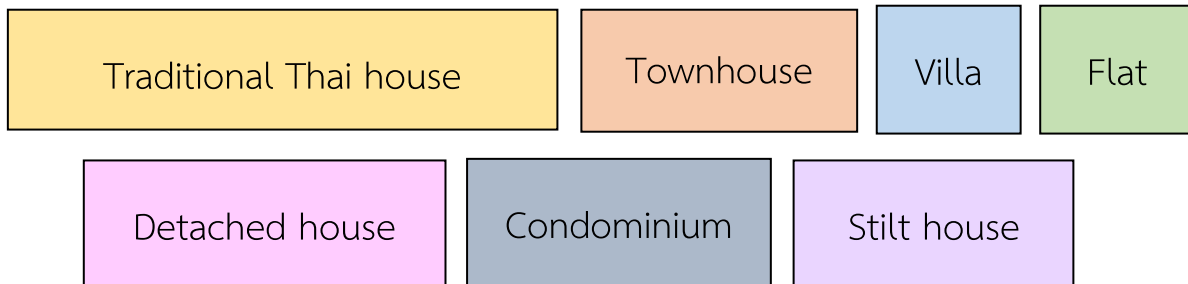 Traditional Thai house
Townhouse
Villa
Flat
Detached house
Condominium
Stilt house